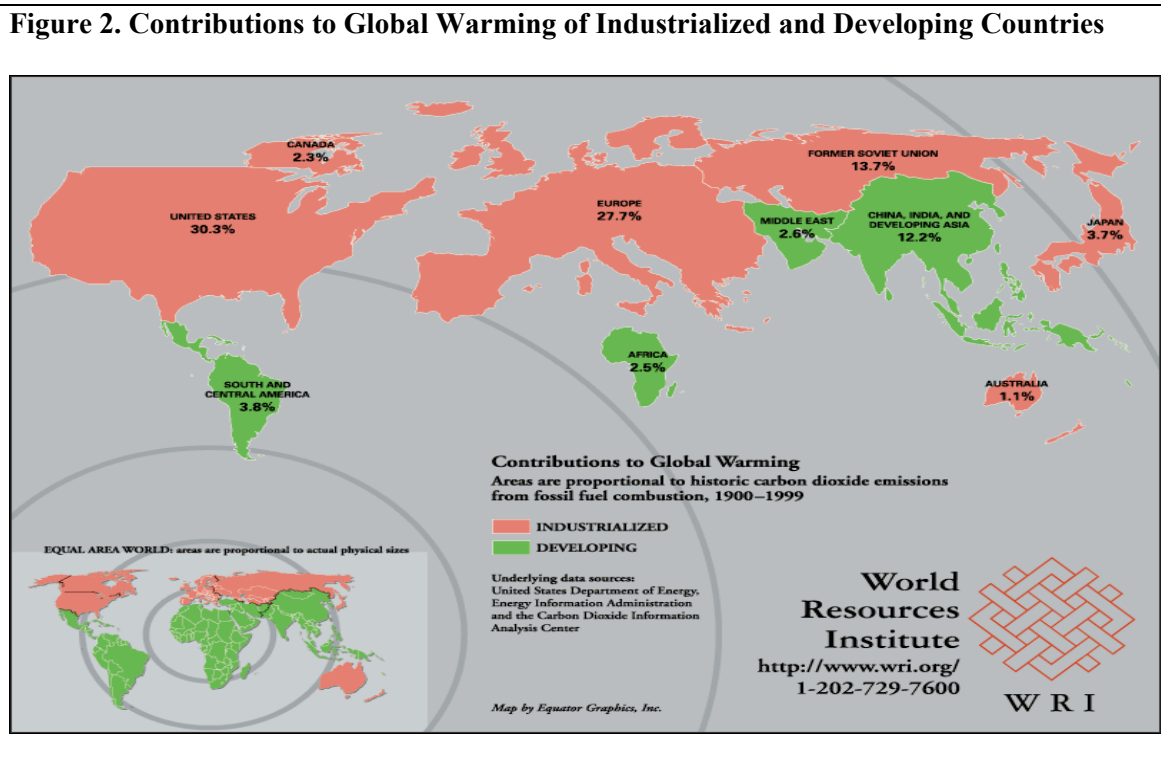 Figure 2. Contributions to Global Warming of Industrialized and Developing Countries
CANADA
2.3%
UNITED STATES
30.3%
EUROPE
27.7%
FORMER SOVIET UNION
13.7%
MIDDLE EAST
2.6%
CHINA, INDIA, AND
DEVELOPING ASIA
12.2%
JAPAN
3.7%
SOUTH AND
CENTRAL AMERICA
3.8%
AFRICA
2.5%
AUSTRALIA
1.1%
Contributions to Global Warming
Areas are proportional to historic carbon dioxide emissions
from fossil fuel combustion, 1900–1999
INDUSTRIALIZED
DEVELOPING
EQUAL AREA WORLD: areas are proportional to actual physical sizes
Underlying data sources:
United States Department of Energy,
Energy Information Administration
and the Carbon Dioxide Information
Analysis Center
Map by Equator Graphics, Inc.
World
Resources
Institute
http://www.wri.org/
1-202-729-7600
W R I